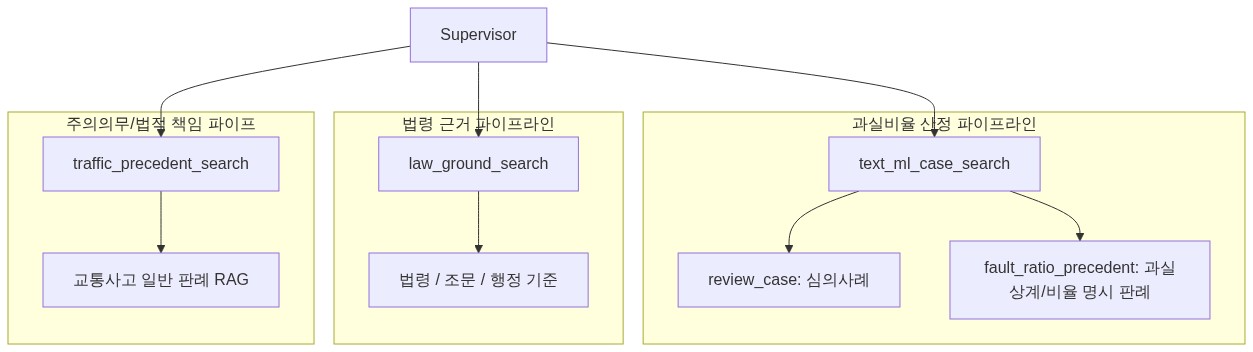 Supervisor
주의의무/법적 책임 파이프
traffic_precedent_search
교통사고 일반 판례 RAG
법령 근거 파이프라인
law_ground_search
법령 / 조문 / 행정 기준
과실비율 산정 파이프라인
text_ml_case_search
review_case: 심의사례
fault_ratio_precedent: 과실
상계/비율 명시 판례